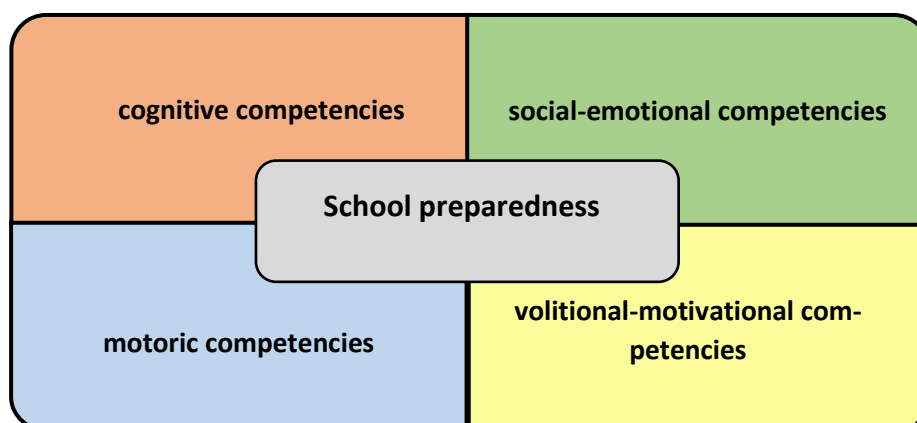 cognitive competencies
social-emotional competencies
School preparedness
motoric competencies
volitional-motivational com-
petencies